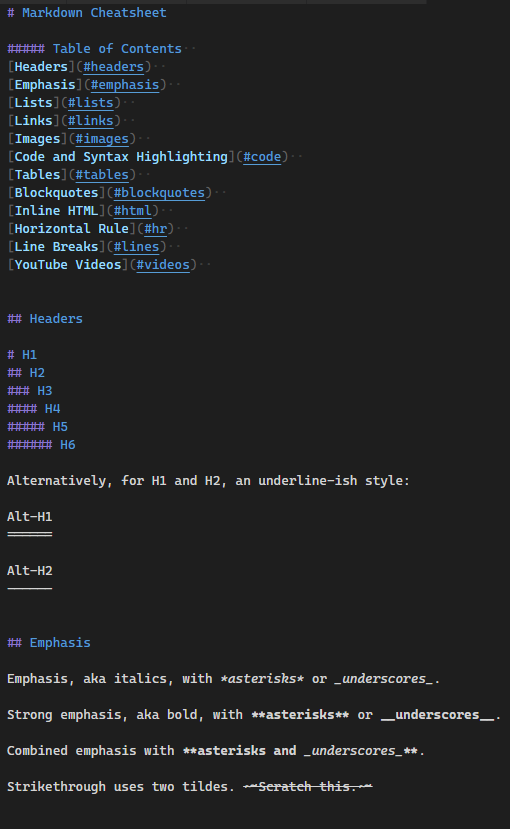 # Markdown Cheatsheet
##### Table of Contents
[Headers](#headers)
[Emphasis](#emphasis)
[Lists](#lists)
[Links](#links)
[Images](#images)
[Code and Syntax Highlighting](#code)
[Tables](#tables)
[Blockquotes](#blockquotes)
[Inline HTML](#html)
[Horizontal Rule](#hr)
[Line Breaks](#lines)
[YouTube Videos](#videos)
## Headers
# H1
## H2
### H3
#### H4
##### H5
###### H6
Alternatively, for H1 and H2, an underline-ish style:
Alt-H1
======
Alt-H2
------
## Emphasis
Emphasis, aka italics, with *asterisks* or _underscores_.
Strong emphasis, aka bold, with **asterisks** or __underscores__.
Combined emphasis with **asterisks and _underscores_**.
Strikethrough uses two tildes. ~~Scratch this.~~